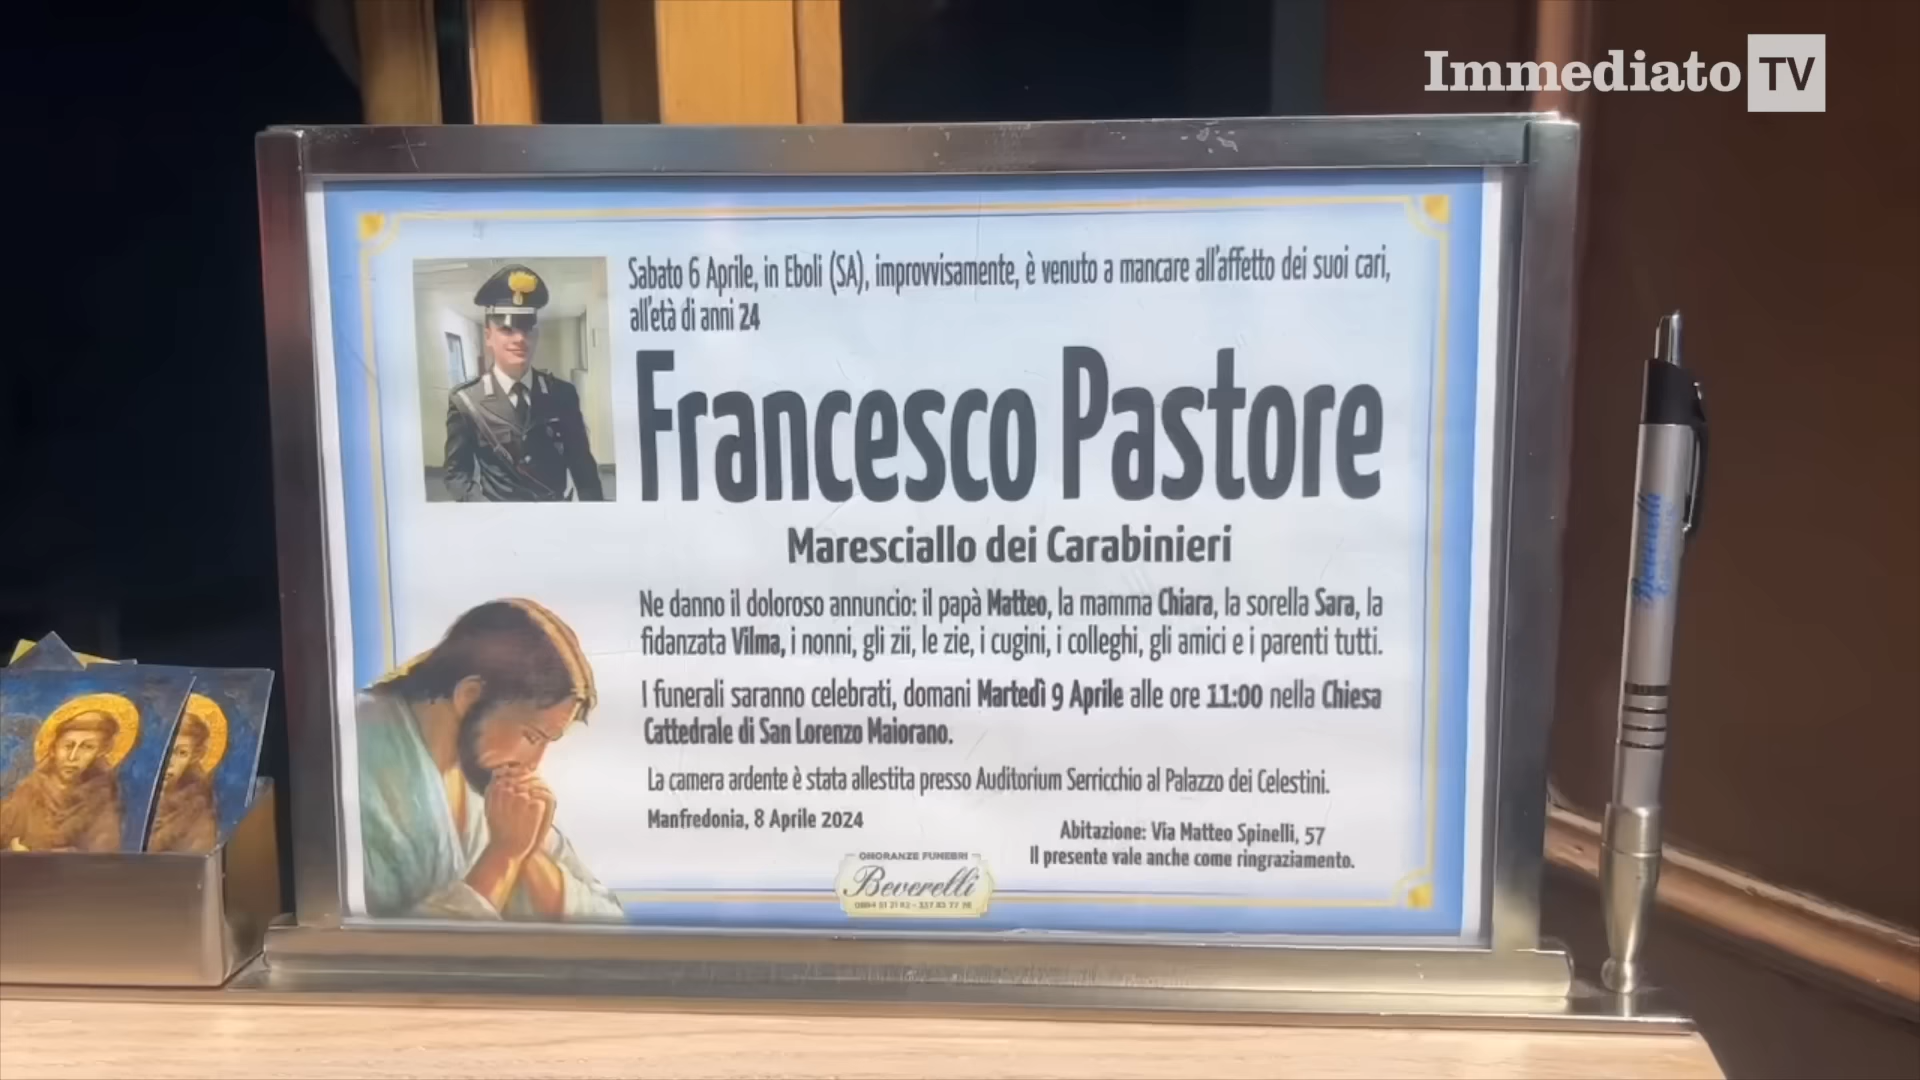 Immediato TV
Sabato 6 Aprile, in Eboli (SA), improvvisamente, è venuto a mancare all'affetto dei suoi cari,
all'età di anni 24
Francesco Pastore
Maresciallo dei Carabinieri
Ne danno il doloroso annuncio: il papà Matteo, la mamma Chiara, la sorella Sara, la
fidanzata Vilma, i nonni, gli zii, le zie, i cugini, i colleghi, gli amici e i parenti tutti.
I funerali saranno celebrati, domani Martedì 9 Aprile alle ore 11:00 nella Chiesa
Cattedrale di San Lorenzo Maiorano.
La camera ardente è stata allestita presso Auditorium Serricchio al Palazzo dei Celestini.
Manfredonia, 8 Aprile 2024
Abitazione: Via Matteo Spinelli, 57
Il presente vale anche come ringraziamento.
ONORANZE FUNEBRI
Beverelli